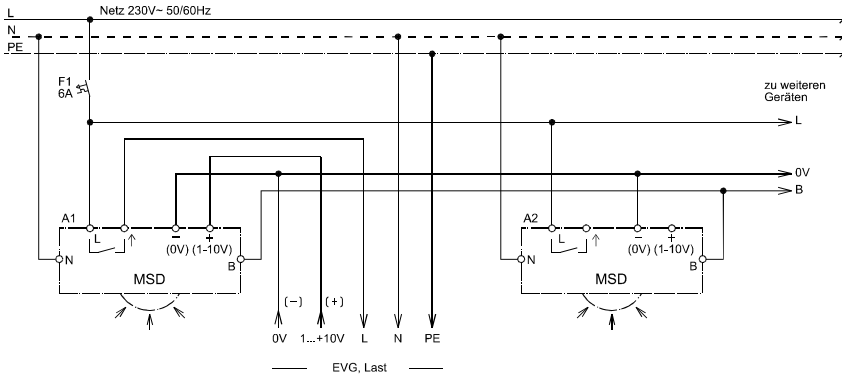 L
Netz 230V~ 50/60Hz
N
PE
F1
6A
zu weiteren
Geräten
L
0V
B
A1
L
−
+
(0V) (1-10V)
N
B
MSD
A2
L
−
+
(0V) (1-10V)
N
B
MSD
(−)
(+)
0V
1...+10V
L
N
PE
EVG, Last